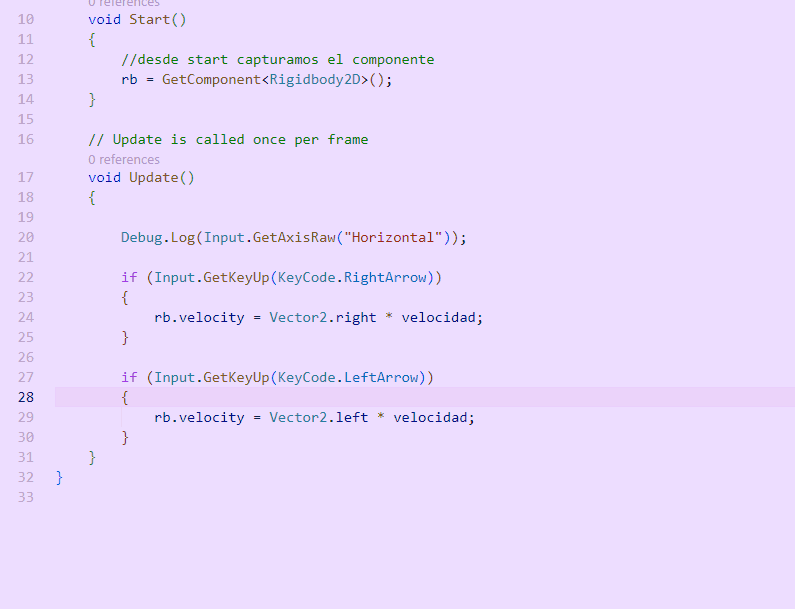 0 references
10 void Start()
11 {
12 //desde start capturamos el componente
13 rb = GetComponent<Rigidbody2D>();
14 }
15
16 // Update is called once per frame
0 references
17 void Update()
18 {
19
20 Debug.Log(Input.GetAxisRaw("Horizontal"));
21
22 if (Input.GetKeyUp(KeyCode.RightArrow))
23 {
24 rb.velocity = Vector2.right * velocidad;
25 }
26
27 if (Input.GetKeyUp(KeyCode.LeftArrow))
28 {
29 rb.velocity = Vector2.left * velocidad;
30 }
31 }
32 }
33